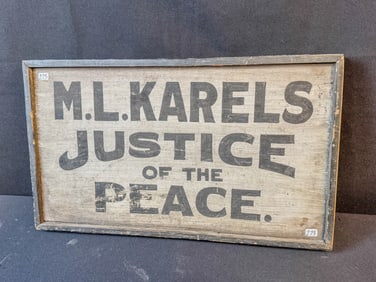 M.L.KARELS
JUSTICE
OF THE
PEACE.